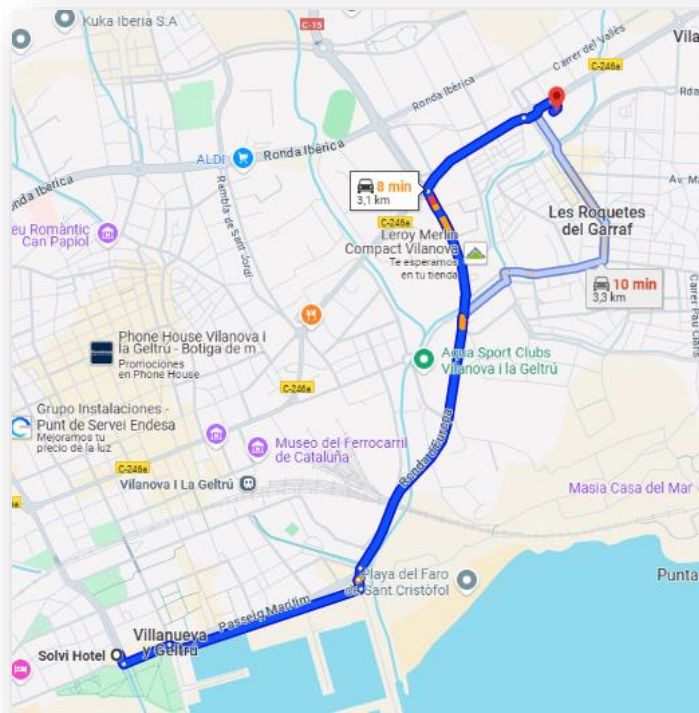 Kuka Iberia S.A
C-15
Carrer del Vallès
Vila
C-246a
Ronda Ibèrica
Rda
ALDI
Ronda Ibèrica
Ronda Ibèrica
Rambla de Sant Jordi
8 min
3,1 km
C-246a
Av. Ma
eu Romàntic
Can Papiol
Leroy Merlin
Compact Vilanova
Te esperamos
en tu tienda
Les Roquetes
del Garraf
10 min
3,3 km
Carrer Pau Claris
Phone House Vilanova i
la Geltrú - Botiga de m...
Promociones
en Phone House
Aqua Sport Clubs
Vilanova i la Geltrú
C-246a
Grupo Instalaciones -
Punt de Servei Endesa
Mejoramos tu
precio de la luz
Ronda d'Europa
Museo del Ferrocarril
de Cataluña
C-246a
Vilanova I La Geltrú
Masia Casa del Mar
6a
Playa del Faro
de Sant Cristòfol
Punta
Passeig Marítim
Villanueva
y Geltrú
Solvi Hotel